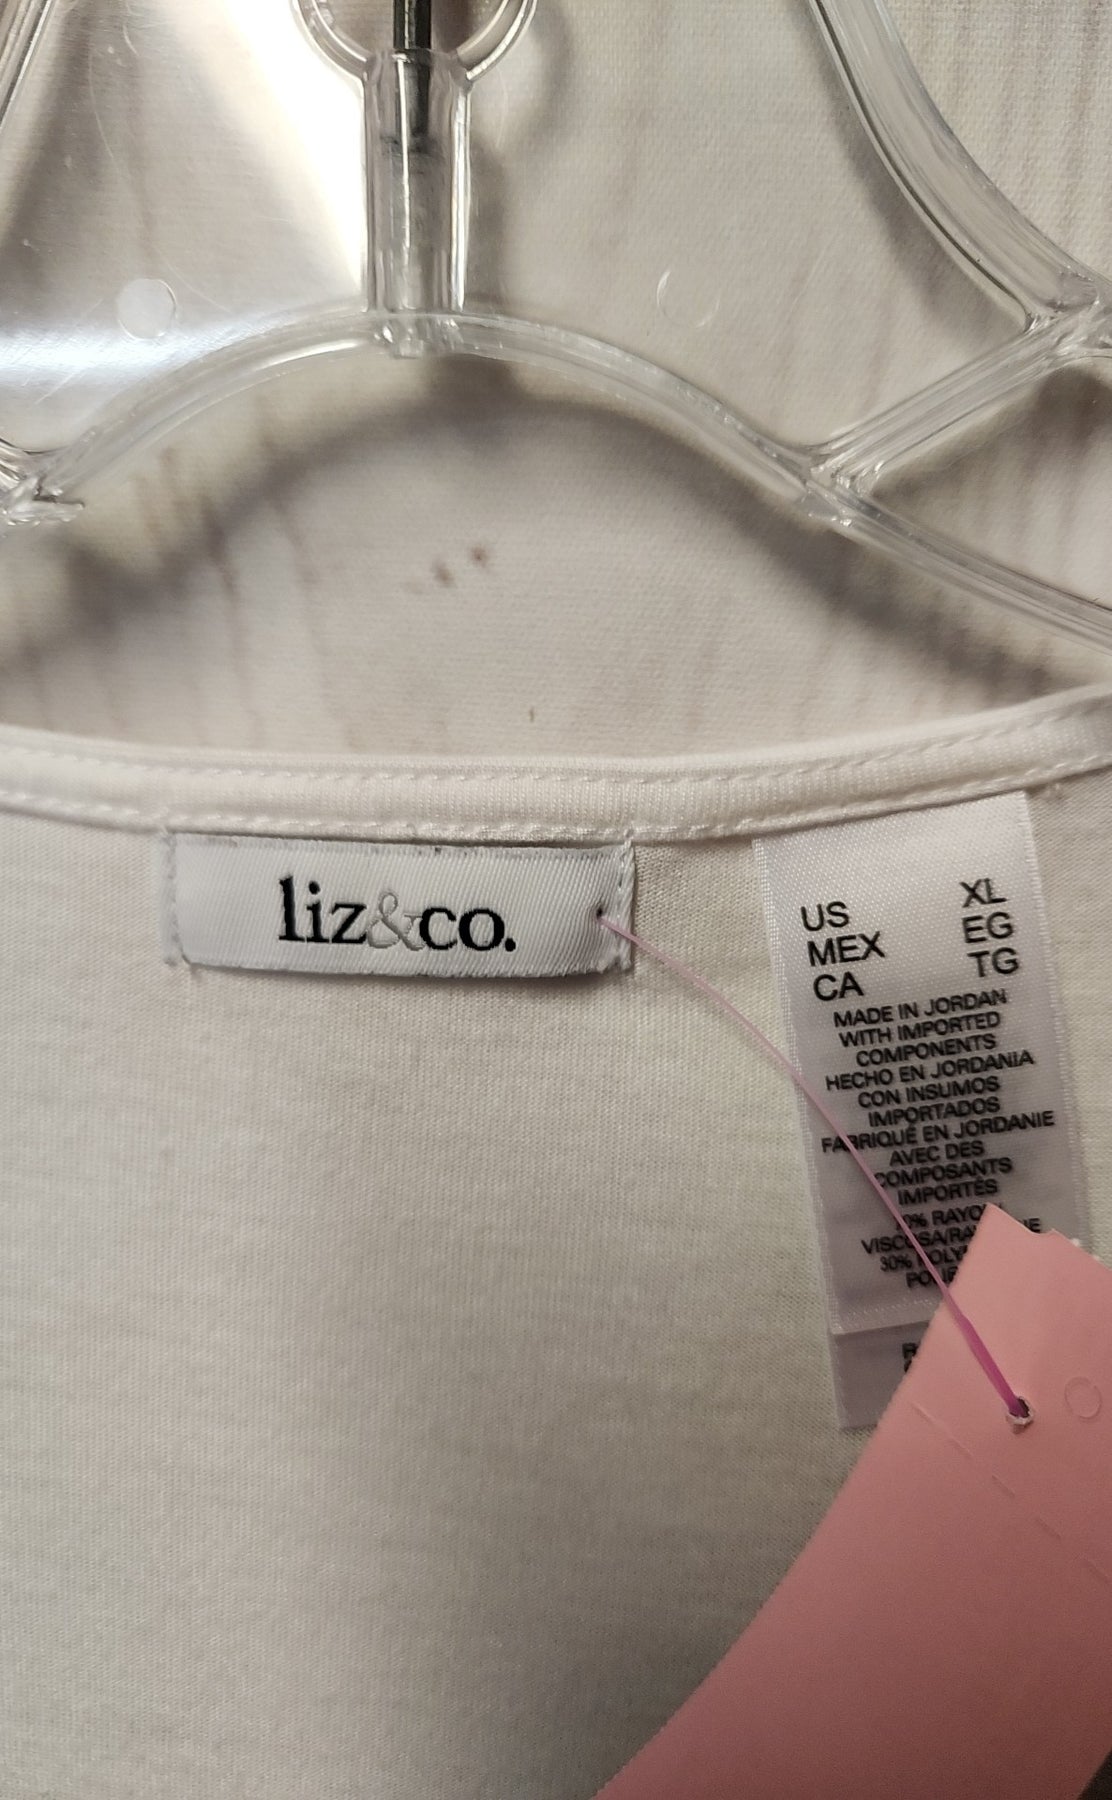 liz&co.
US XL
MEX EG
CA TG
MADE IN JORDAN
WITH IMPORTED
COMPONENTS
HECHO EN JORDANIA
CON INSUMOS
IMPORTADOS
FABRIQUÉ EN JORDANIE
AVEC DES
COMPOSANTS
IMPORTÉS
30%